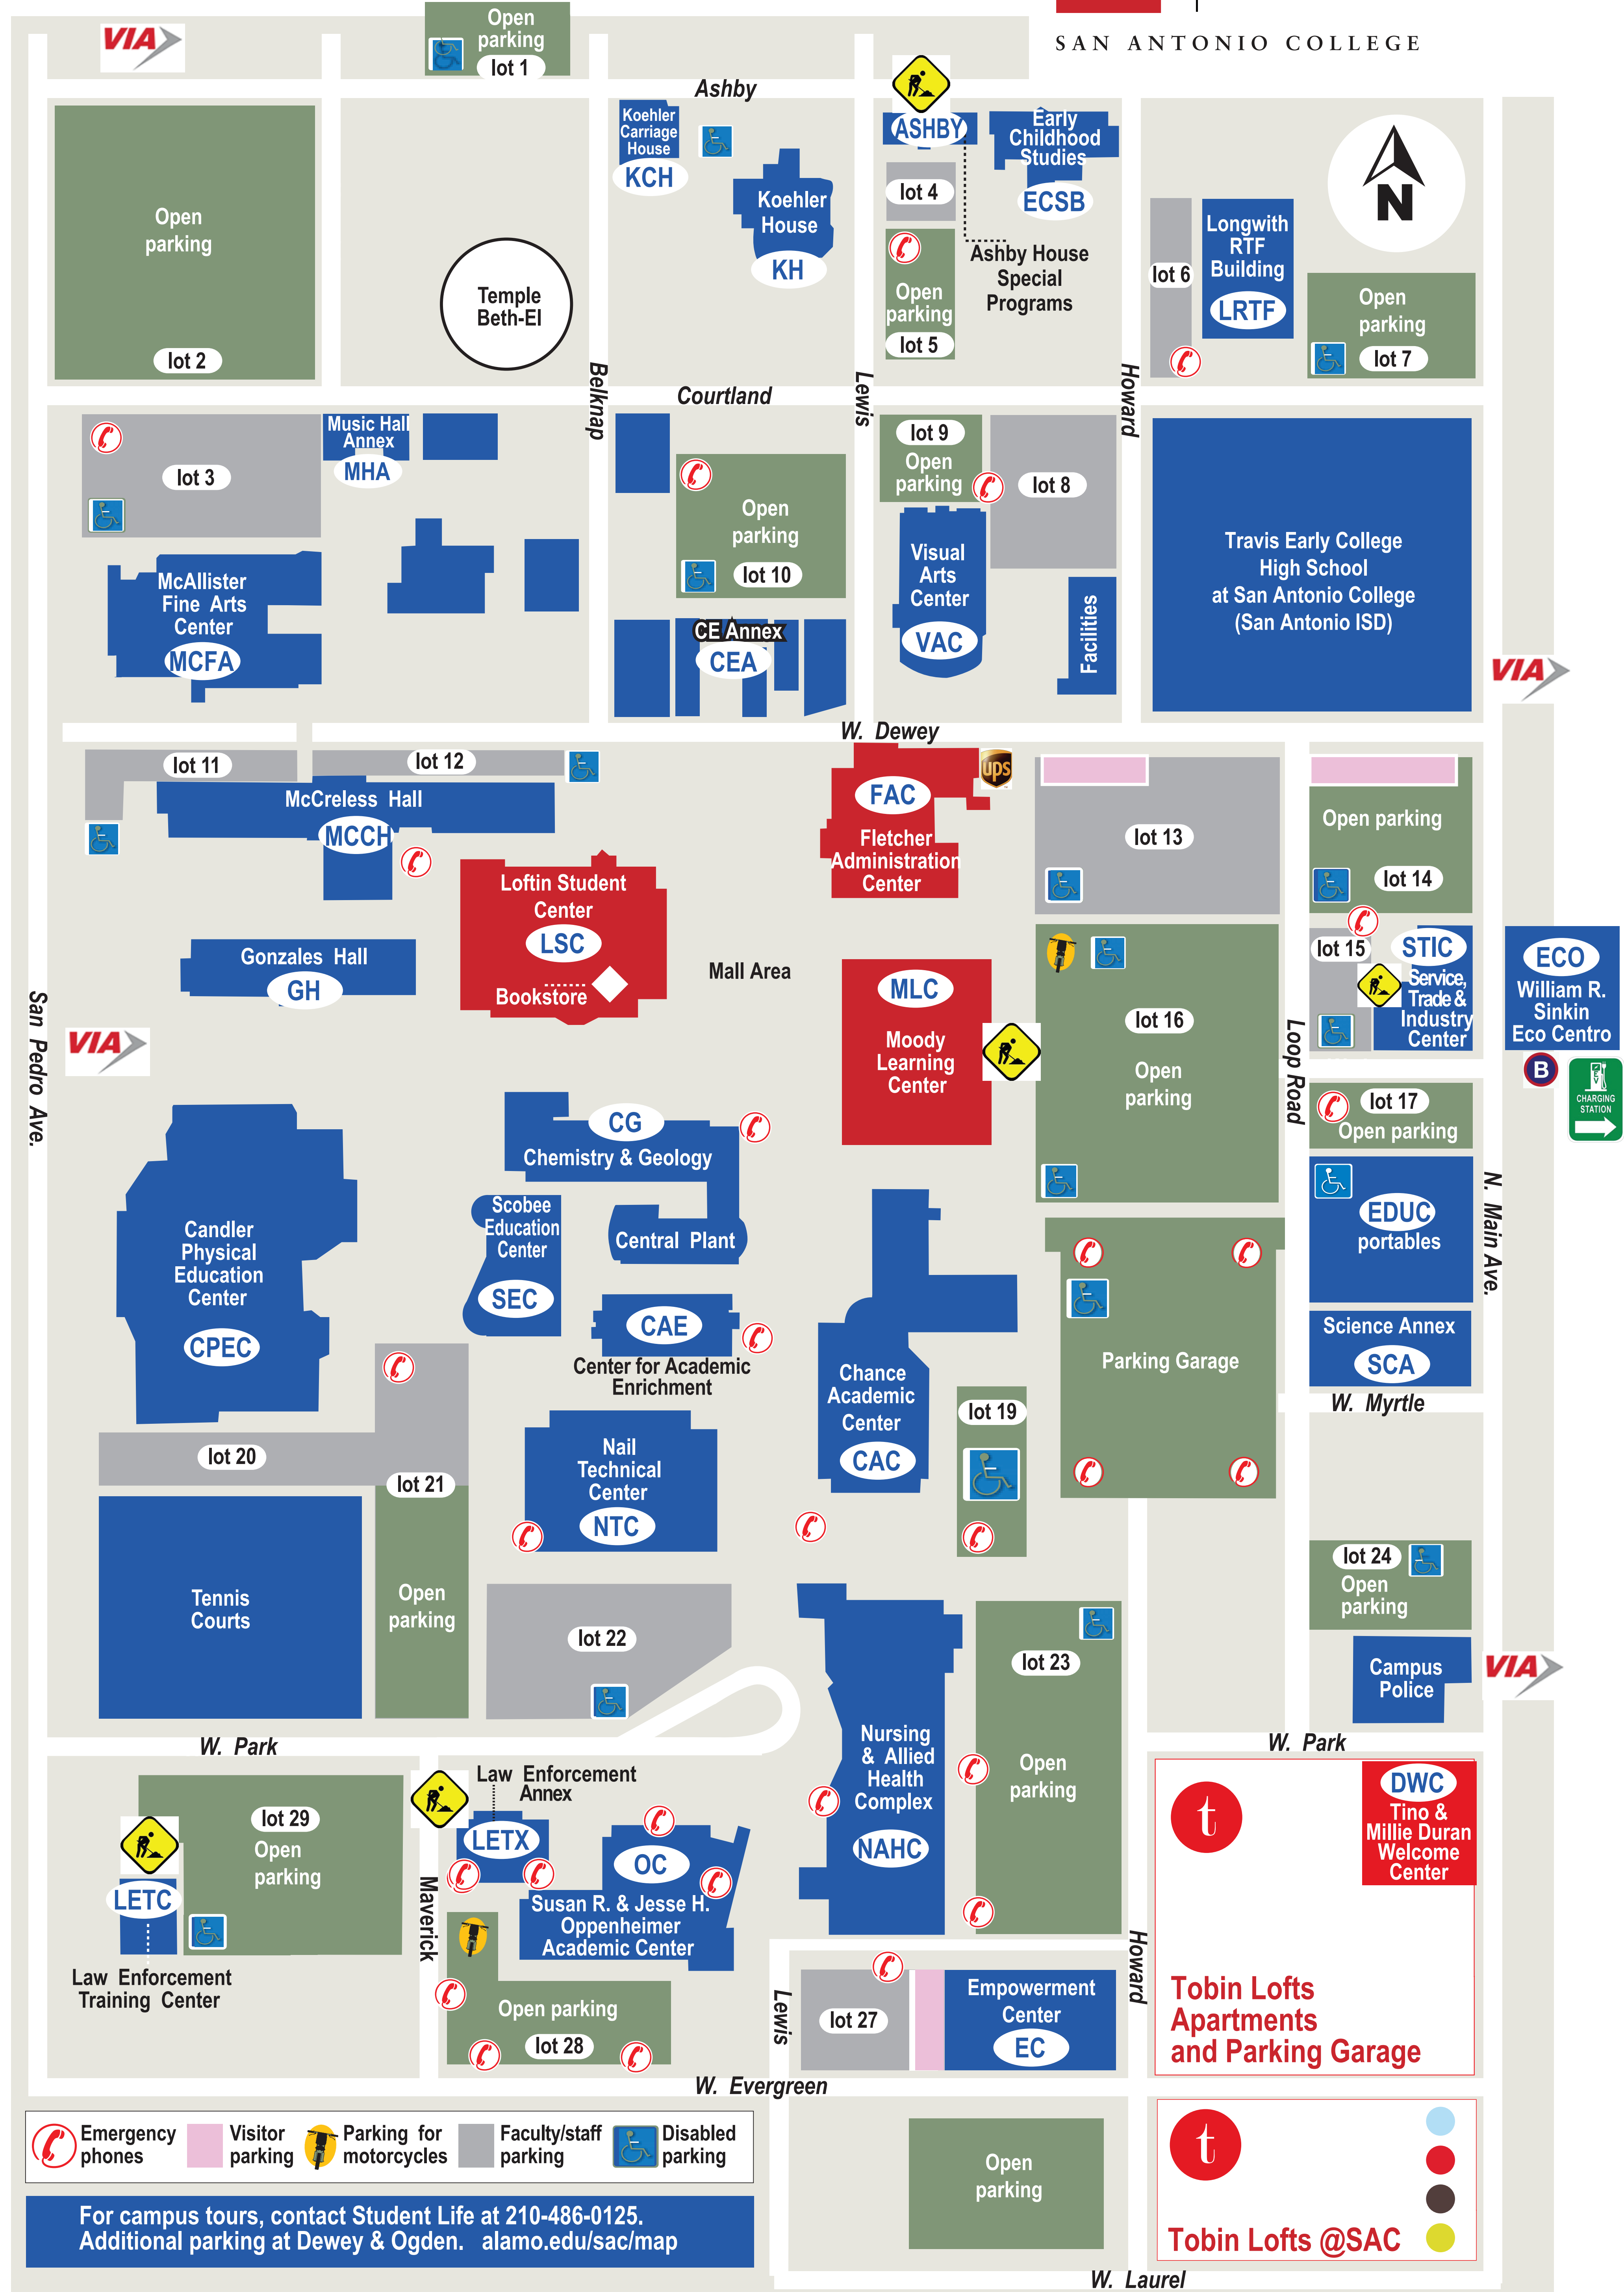 SAN ANTONIO COLLEGE
VIA
Open
parking
lot 1
Ashby
Open
parking
lot 2
Koehler
Carriage
House
KCH
Koehler
House
KH
Temple
Beth-El
ASHBY
Early
Childhood
Studies
ECSB
lot 4
Ashby House
Special
Programs
Open
parking
lot 5
lot 6
Longwith
RTF
Building
LRTF
N
Open
parking
lot 7
Belknap
Courtland
Lewis
Howard
lot 3
Music Hall
Annex
MHA
Open
parking
lot 10
lot 9
Open
parking
lot 8
McAllister
Fine Arts
Center
MCFA
CE Annex
CEA
Visual
Arts
Center
VAC
Facilities
Travis Early College
High School
at San Antonio College
(San Antonio ISD)
VIA
W. Dewey
lot 11
lot 12
McCreless Hall
MCCH
FAC
Fletcher
Administration
Center
ups
lot 13
Open parking
lot 14
Loftin Student
Center
LSC
Bookstore
Gonzales Hall
GH
Mall Area
MLC
Moody
Learning
Center
lot 16
Open
parking
lot 15
STIC
Service,
Trade &
Industry
Center
ECO
William R.
Sinkin
Eco Centro
B
EV
CHARGING
STATION
San Pedro Ave.
VIA
Loop Road
lot 17
Open parking
N. Main Ave.
CG
Chemistry & Geology
Scobee
Education
Center
SEC
Central Plant
CAE
Center for Academic
Enrichment
Candler
Physical
Education
Center
CPEC
EDUC
portables
Science Annex
SCA
W. Myrtle
Parking Garage
Chance
Academic
Center
CAC
lot 19
lot 20
lot 21
Open
parking
Nail
Technical
Center
NTC
Tennis
Courts
lot 22
lot 23
Open
parking
lot 24
Open
parking
Campus
Police
VIA
W. Park
W. Park
Nursing
& Allied
Health
Complex
NAHC
lot 29
Open
parking
LETC
Law Enforcement
Training Center
Maverick
Law Enforcement
Annex
LETX
OC
Susan R. & Jesse H.
Oppenheimer
Academic Center
Open parking
lot 28
Lewis
lot 27
Empowerment
Center
EC
Howard
t
DWC
Tino &
Millie Duran
Welcome
Center
Tobin Lofts
Apartments
and Parking Garage
W. Evergreen
Emergency
phones
Visitor
parking
Parking for
motorcycles
Faculty/staff
parking
Disabled
parking
For campus tours, contact Student Life at 210-486-0125.
Additional parking at Dewey & Ogden. alamo.edu/sac/map
Open
parking
t
Tobin Lofts @SAC
W. Laurel